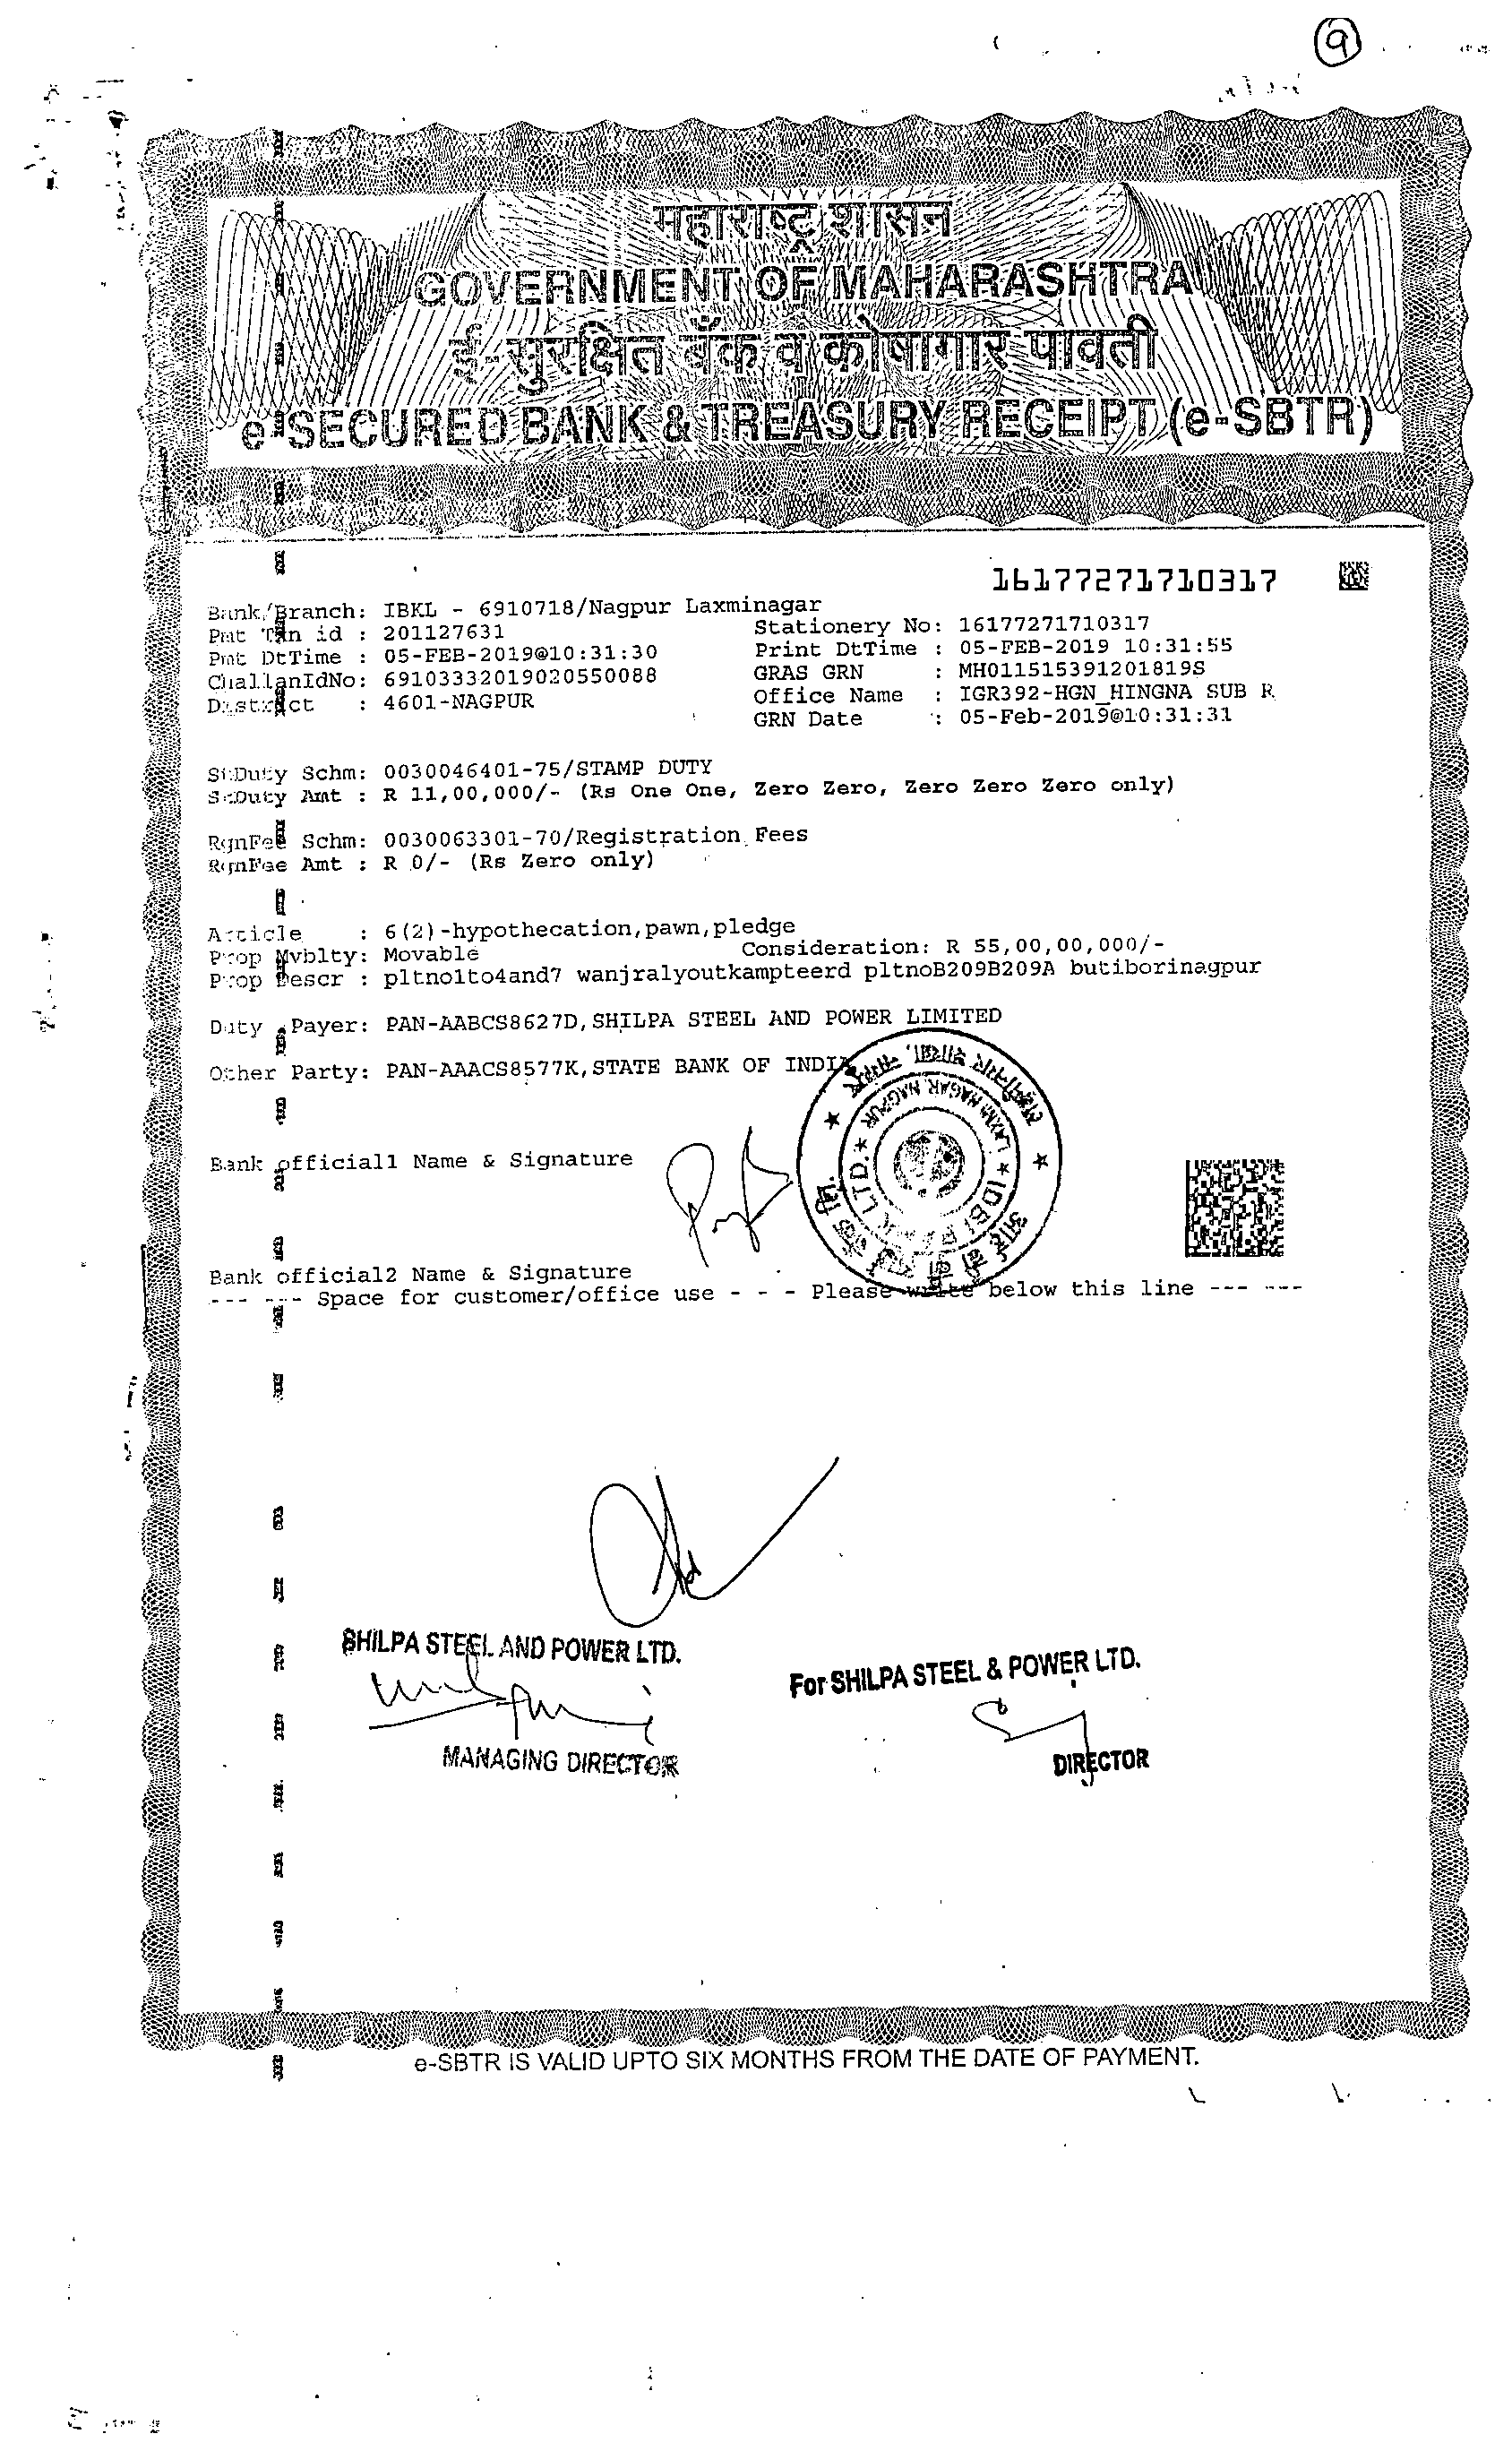 9
महाराष्ट्र शासन
GOVERNMENT OF MAHARASHTRA
ई-सुरक्षित बँक व कोषागार पावती
e-SECURED BANK & TREASURY RECEIPT (e-SBTR)
16177271710317
Bank/Branch: IBKL - 6910718/Nagpur Laxminagar
Pmt Txn id : 201127631 Stationery No: 16177271710317
Pmt DtTime : 05-FEB-2019@10:31:30 Print DtTime : 05-FEB-2019 10:31:55
ChallanIdNo: 69103332019020550088 GRAS GRN : MH011515391201819S
District : 4601-NAGPUR Office Name : IGR392-HGN_HINGNA SUB R
GRN Date : 05-Feb-2019@10:31:31
StDuty Schm: 0030046401-75/STAMP DUTY
StDuty Amt : R 11,00,000/- (Rs One One, Zero Zero, Zero Zero Zero only)
RgnFee Schm: 0030063301-70/Registration Fees
RgnFee Amt : R 0/- (Rs Zero only)
Article : 6(2)-hypothecation,pawn,pledge
Prop Mvblty: Movable Consideration: R 55,00,00,000/-
Prop Descr : pltno1to4and7 wanjralyoutkampteerd pltnoB209B209A butiborinagpur
Duty Payer: PAN-AABCS8627D,SHILPA STEEL AND POWER LIMITED
Other Party: PAN-AAACS8577K,STATE BANK OF INDIA
LAXMI NAGAR NAGPUR
Bank official1 Name & Signature
Bank official2 Name & Signature
--- --- Space for customer/office use - - - Please write below this line --- ---
SHILPA STEEL AND POWER LTD.
For SHILPA STEEL & POWER LTD.
MANAGING DIRECTOR
DIRECTOR
e-SBTR IS VALID UPTO SIX MONTHS FROM THE DATE OF PAYMENT.